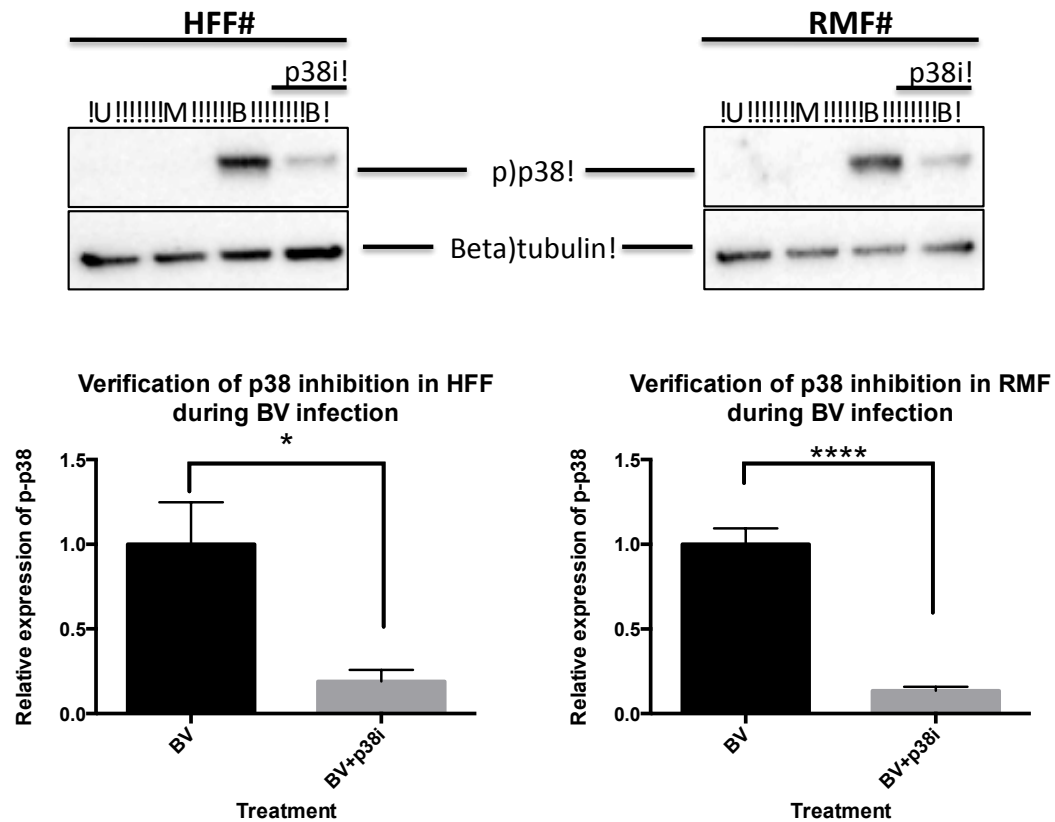 HFF#
RMF#
p38i!
p38i!
!U!!!!!!!M!!!!!!B!!!!!!!!!B!
!U!!!!!!!M!!!!!!B!!!!!!!!!B!
p)p38!
Beta)tubulin!
Verification of p38 inhibition in HFF
during BV infection
*
Relative expression of p-p38
1.5
1.0
0.5
0.0
BV
BV+p38i
Treatment
Verification of p38 inhibition in RMF
during BV infection
****
Relative expression of p-p38
1.5
1.0
0.5
0.0
BV
BV+p38i
Treatment